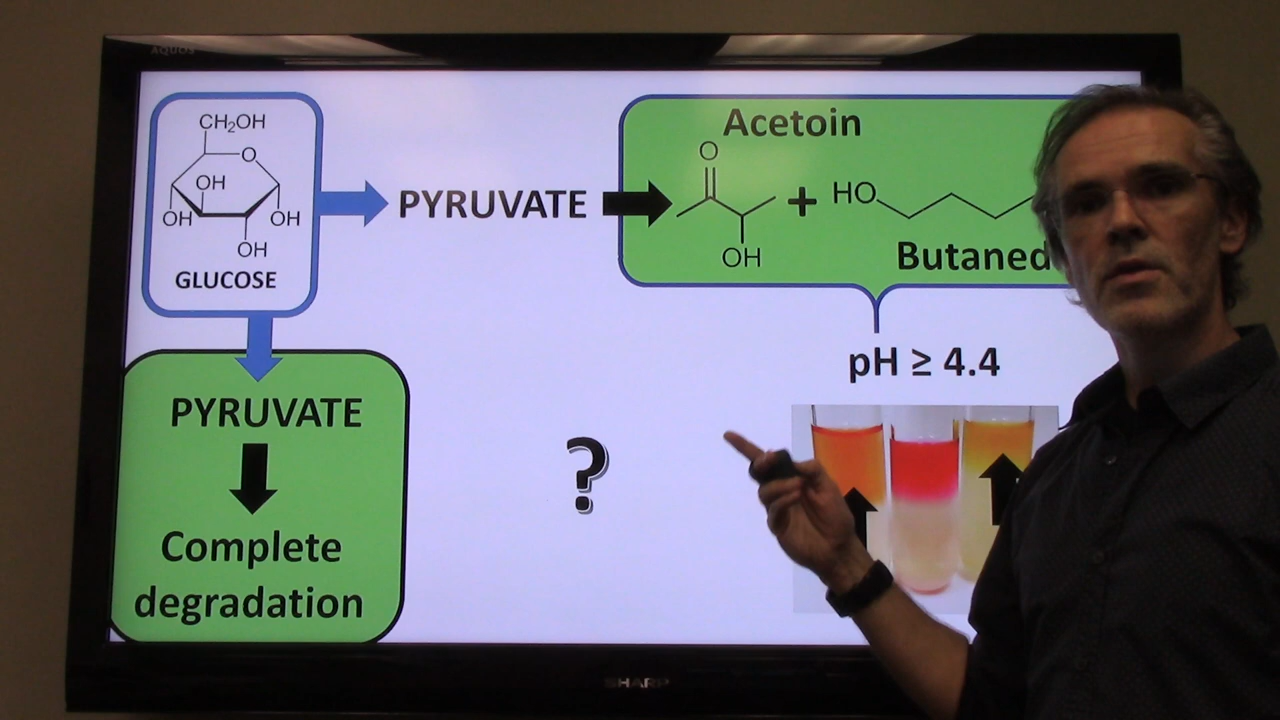 AQUOS
CH₂OH
O
OH
OH
OH
OH
GLUCOSE
PYRUVATE
Acetoin
O
OH
+
HO
Butaned
pH ≥ 4.4
PYRUVATE
Complete
degradation
?
SHARP